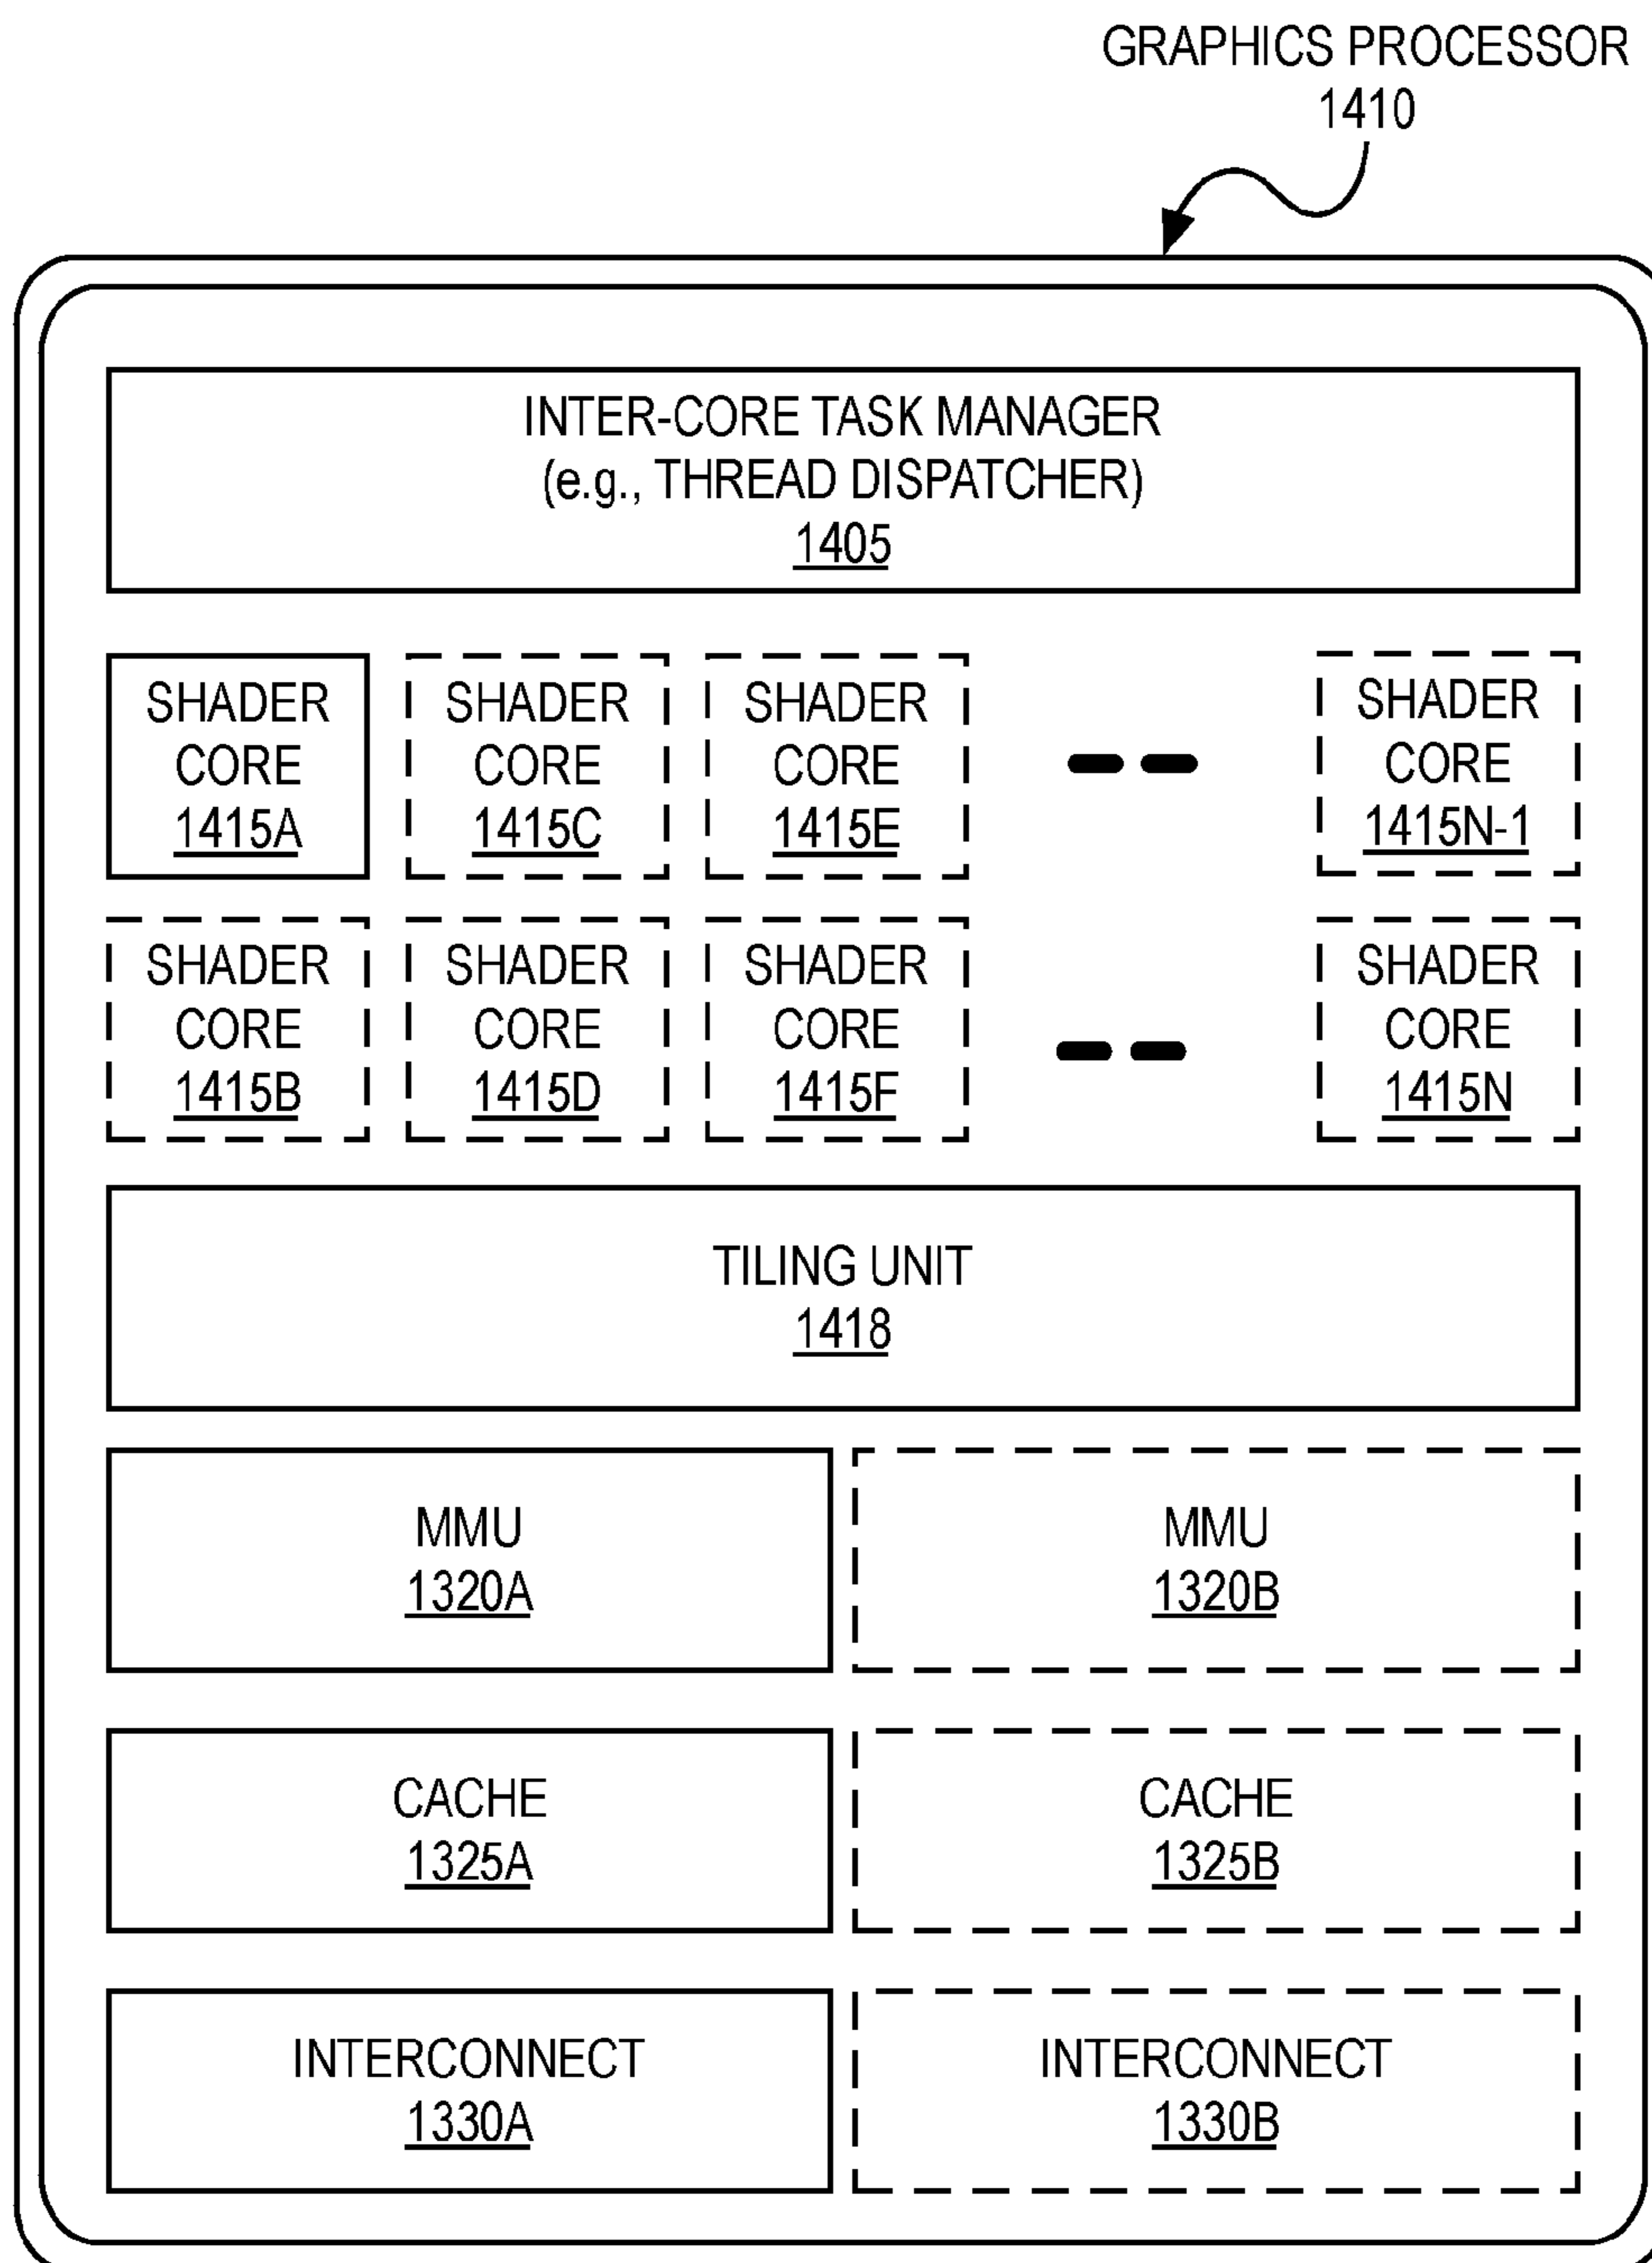 GRAPHICS PROCESSOR
1410
INTER-CORE TASK MANAGER
(e.g., THREAD DISPATCHER)
1405
SHADER
CORE
1415A
SHADER
CORE
1415C
SHADER
CORE
1415E
SHADER
CORE
1415N-1
SHADER
CORE
1415B
SHADER
CORE
1415D
SHADER
CORE
1415F
SHADER
CORE
1415N
TILING UNIT
1418
MMU
1320A
MMU
1320B
CACHE
1325A
CACHE
1325B
INTERCONNECT
1330A
INTERCONNECT
1330B